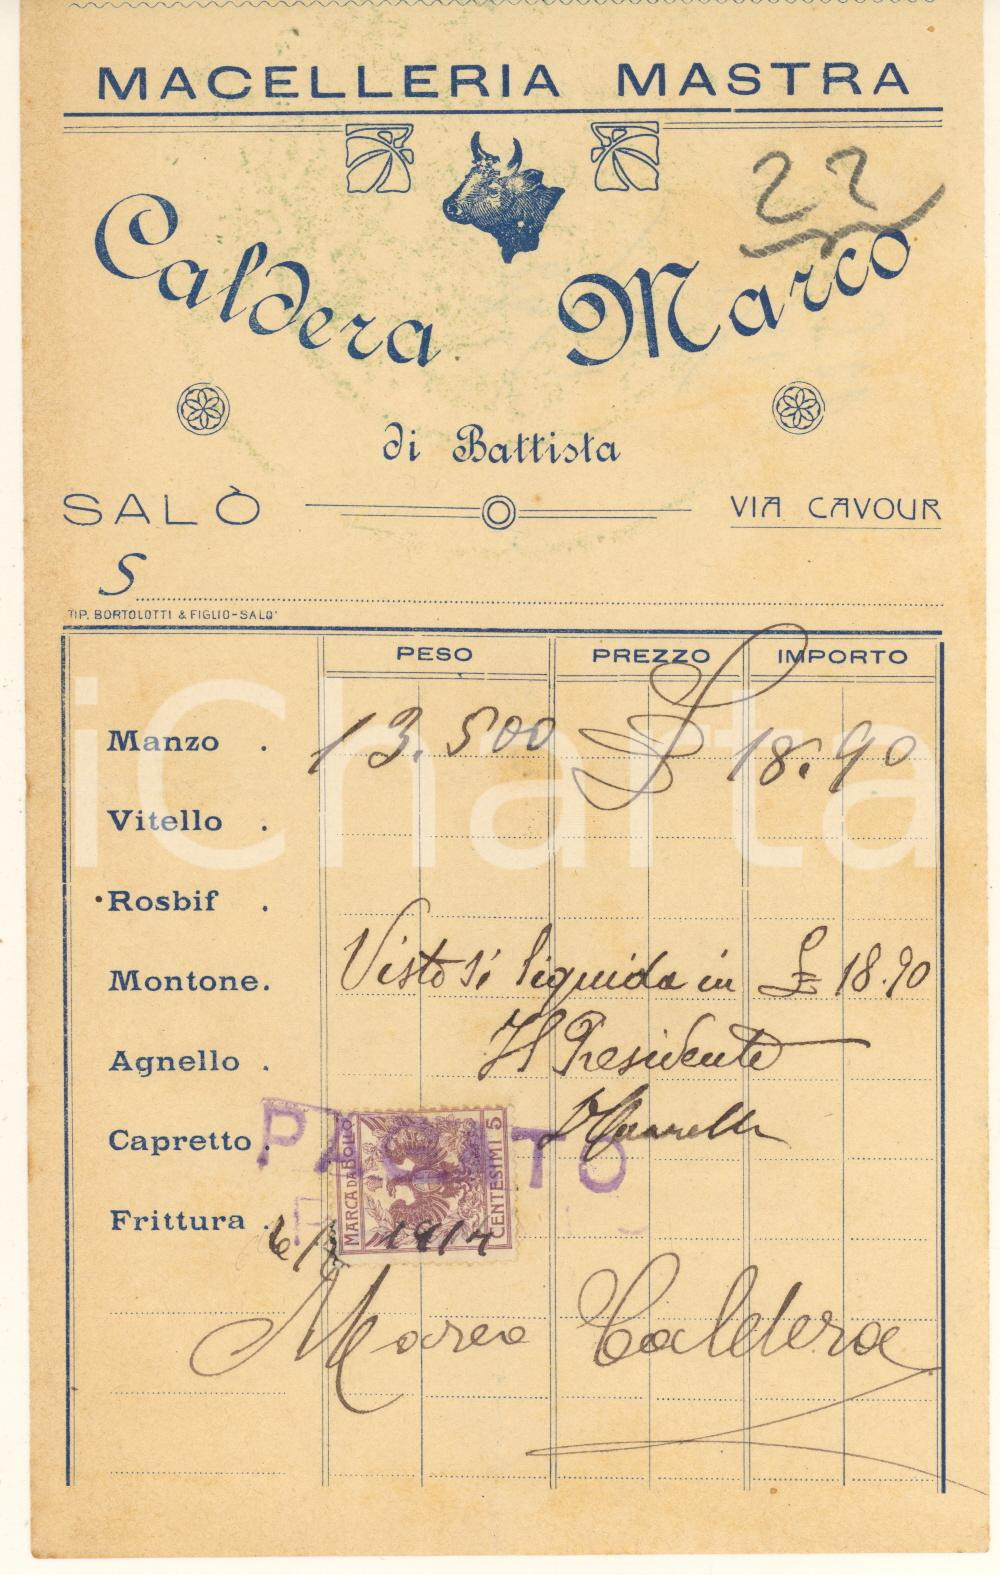 MACELLERIA MASTRA
22
Caldera Marco
di Battista
SALÒ
VIA CAVOUR
S
TIP. BORTOLOTTI & FIGLIO-SALO'
PESO PREZZO IMPORTO
Manzo . 13.500 £ 18.90
Vitello .
Rosbif .
Montone. Visto si liquida in £ 18.90
Il Presidente
Agnello .
Capretto .
PAGATO
MARCA DA BOLLO
CENTESIMI 5
Frittura .
1914
Marco Caldera
iCharta